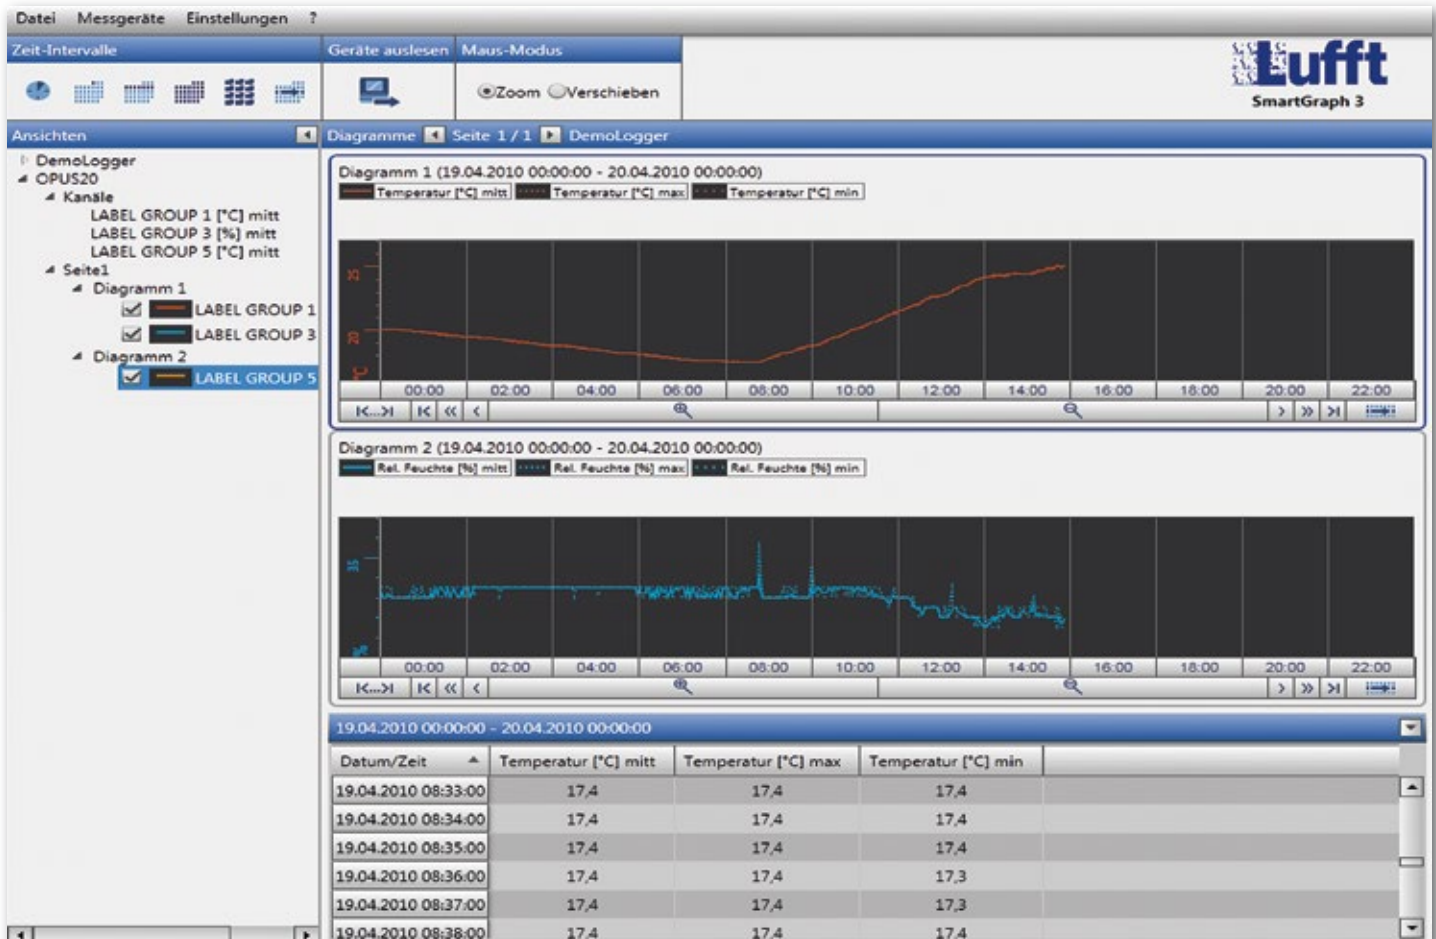 Datei Messgeräte Einstellungen ?
Zeit-Intervalle
Geräte auslesen
Maus-Modus
Zoom Verschieben
Lufft
SmartGraph 3
Ansichten
DemoLogger
OPUS20
Kanäle
LABEL GROUP 1 [°C] mitt
LABEL GROUP 3 [%] mitt
LABEL GROUP 5 [°C] mitt
Seite1
Diagramm 1
LABEL GROUP 1
LABEL GROUP 3
Diagramm 2
LABEL GROUP 5
Diagramme Seite 1 / 1 DemoLogger
Diagramm 1 (19.04.2010 00:00:00 - 20.04.2010 00:00:00)
Temperatur [°C] mitt Temperatur [°C] max Temperatur [°C] min
25
20
°C
00:00 02:00 04:00 06:00 08:00 10:00 12:00 14:00 16:00 18:00 20:00 22:00
Diagramm 2 (19.04.2010 00:00:00 - 20.04.2010 00:00:00)
Rel. Feuchte [%] mitt Rel. Feuchte [%] max Rel. Feuchte [%] min
35
%
00:00 02:00 04:00 06:00 08:00 10:00 12:00 14:00 16:00 18:00 20:00 22:00
19.04.2010 00:00:00 - 20.04.2010 00:00:00
Datum/Zeit Temperatur [°C] mitt Temperatur [°C] max Temperatur [°C] min
19.04.2010 08:33:00 17,4 17,4 17,4
19.04.2010 08:34:00 17,4 17,4 17,4
19.04.2010 08:35:00 17,4 17,4 17,4
19.04.2010 08:36:00 17,4 17,4 17,3
19.04.2010 08:37:00 17,4 17,4 17,3
19.04.2010 08:38:00 17,4 17,4 17,4